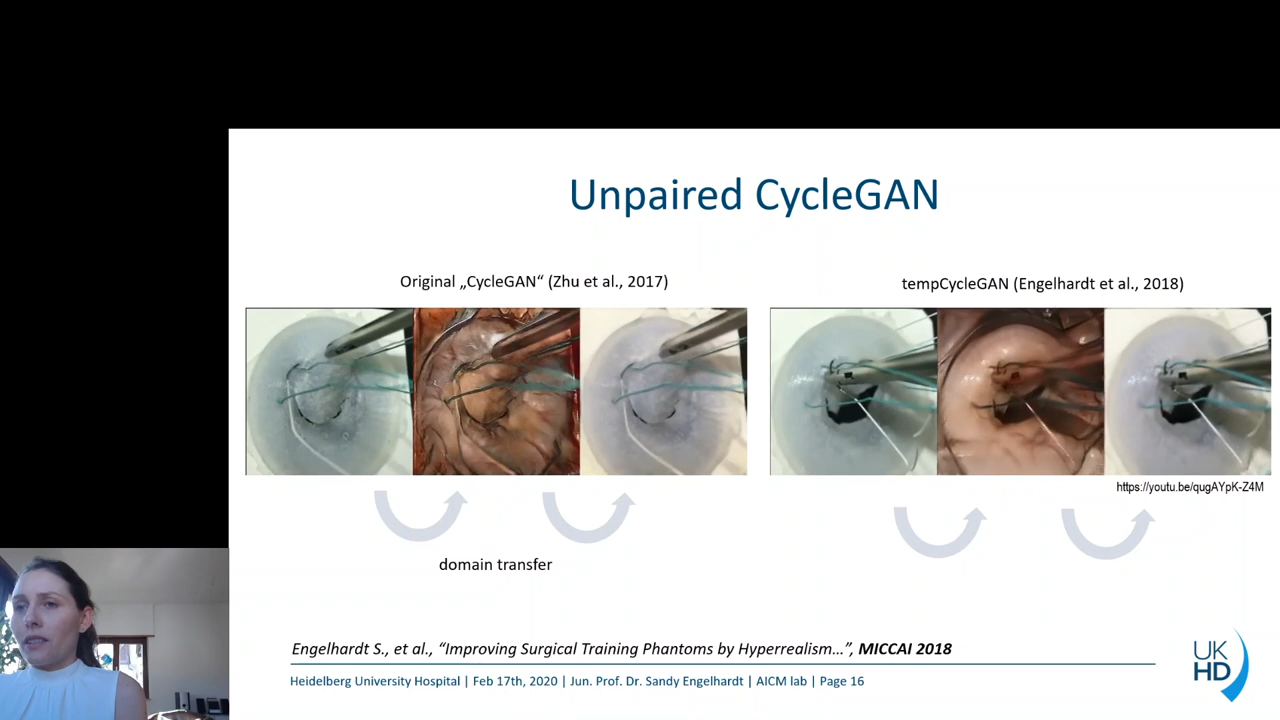 Unpaired CycleGAN
Original „CycleGAN“ (Zhu et al., 2017)
tempCycleGAN (Engelhardt et al., 2018)
https://youtu.be/qugAYpK-Z4M
domain transfer
Engelhardt S., et al., “Improving Surgical Training Phantoms by Hyperrealism...”, MICCAI 2018
Heidelberg University Hospital | Feb 17th, 2020 | Jun. Prof. Dr. Sandy Engelhardt | AICM lab | Page 16
UK
HD